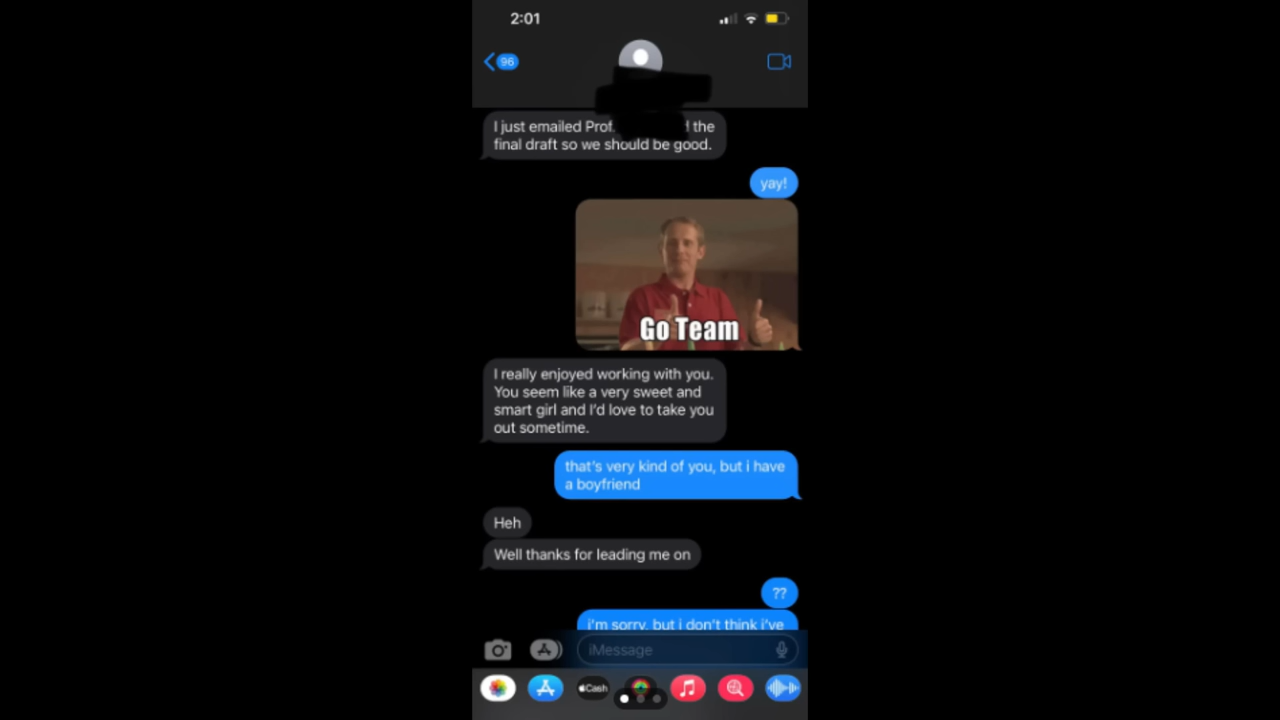 2:01
96
I just emailed Prof. the
final draft so we should be good.
yay!
Go Team
I really enjoyed working with you.
You seem like a very sweet and
smart girl and I'd love to take you
out sometime.
that's very kind of you, but i have
a boyfriend
Heh
Well thanks for leading me on
??
i'm sorry, but i don't think i've
iMessage
Cash